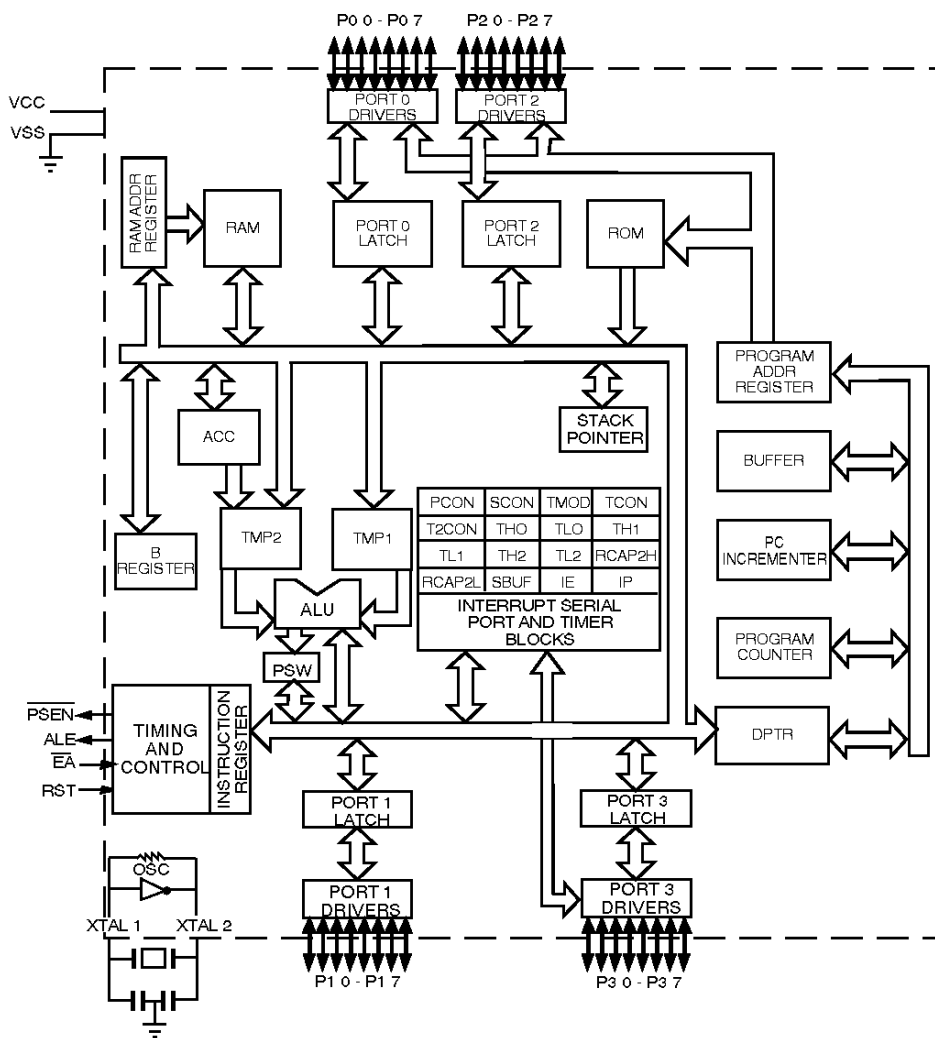 P0 0 - P0 7
P2 0 - P2 7
PORT 0
DRIVERS
PORT 2
DRIVERS
VCC
VSS
RAM ADDR
REGISTER
RAM
PORT 0
LATCH
PORT 2
LATCH
ROM
PROGRAM
ADDR
REGISTER
STACK
POINTER
ACC
BUFFER
B
REGISTER
TMP2
TMP1
PCON SCON TMOD TCON
T2CON THO TLO TH1
TL1 TH2 TL2 RCAP2H
RCAP2L SBUF IE IP
INTERRUPT SERIAL
PORT AND TIMER
BLOCKS
PC
INCREMENTER
ALU
PSW
PROGRAM
COUNTER
PSEN
ALE
EA
RST
TIMING
AND
CONTROL
INSTRUCTION
REGISTER
DPTR
PORT 1
LATCH
PORT 3
LATCH
OSC
PORT 1
DRIVERS
PORT 3
DRIVERS
XTAL 1
XTAL 2
P1 0 - P1 7
P3 0 - P3 7